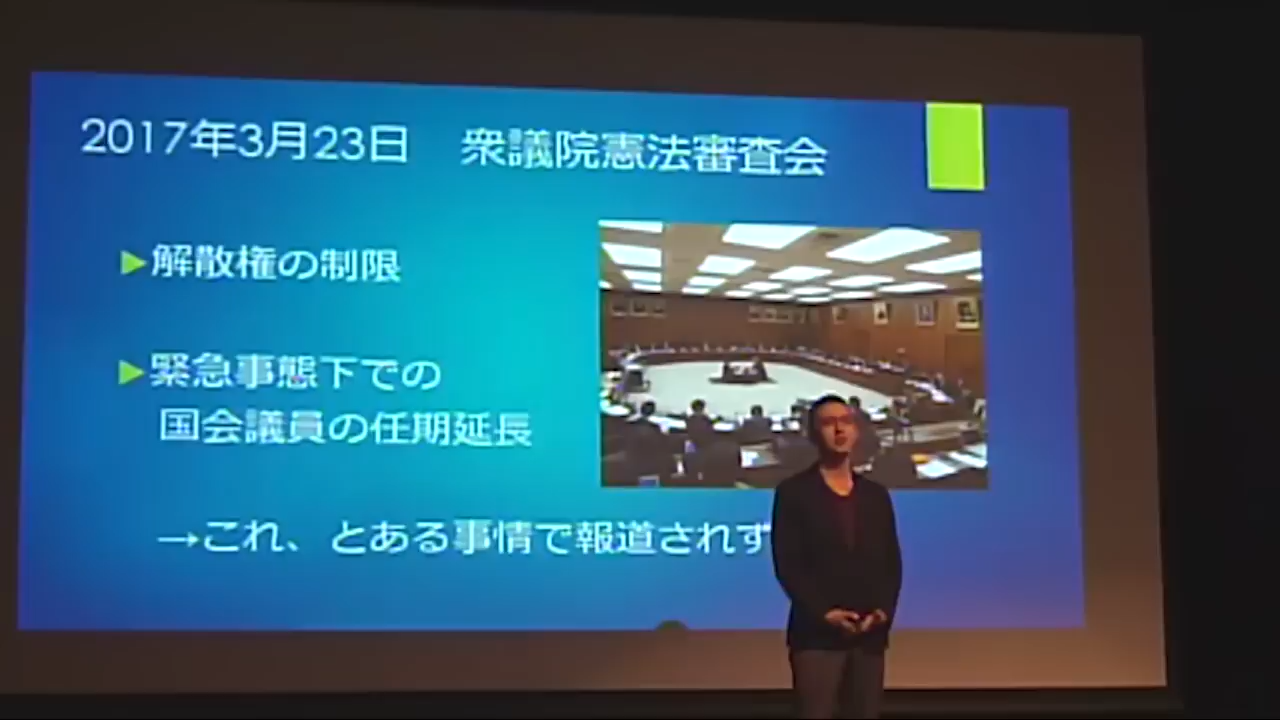 2017年3月23日　衆議院憲法審査会
▶解散権の制限
▶緊急事態下での
国会議員の任期延長
→これ、とある事情で報道されず